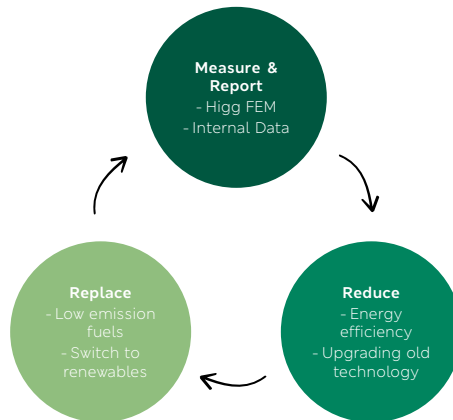 Measure &
Report
- Higg FEM
- Internal Data
Reduce
- Energy
efficiency
- Upgrading old
technology
Replace
- Low emission
fuels
- Switch to
renewables